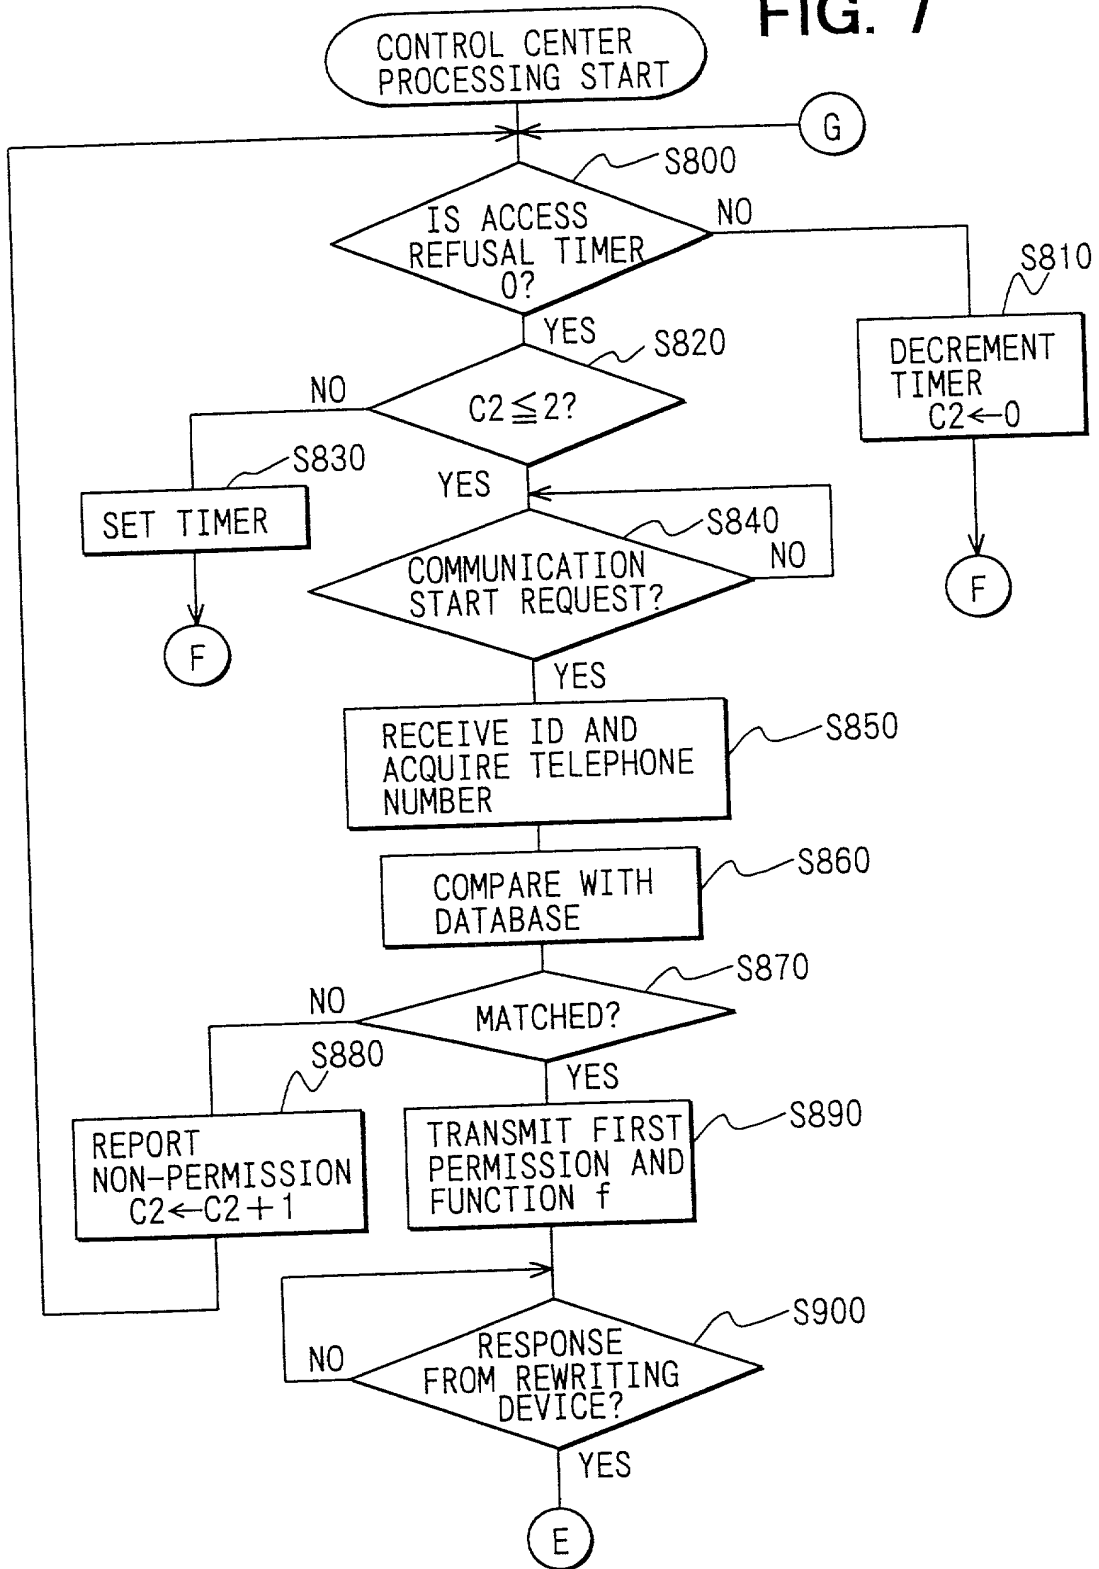 FIG. 7
CONTROL CENTER
PROCESSING START
G
S800
IS ACCESS
REFUSAL TIMER
0?
NO
S810
YES
DECREMENT
TIMER
C2←0
S820
NO
C2≦2?
S830
YES
SET TIMER
S840
NO
COMMUNICATION
START REQUEST?
F
F
YES
RECEIVE ID AND
ACQUIRE TELEPHONE
NUMBER
S850
COMPARE WITH
DATABASE
S860
S870
NO
MATCHED?
S880
YES
REPORT
NON-PERMISSION
C2←C2+1
TRANSMIT FIRST
PERMISSION AND
FUNCTION f
S890
S900
NO
RESPONSE
FROM REWRITING
DEVICE?
YES
E